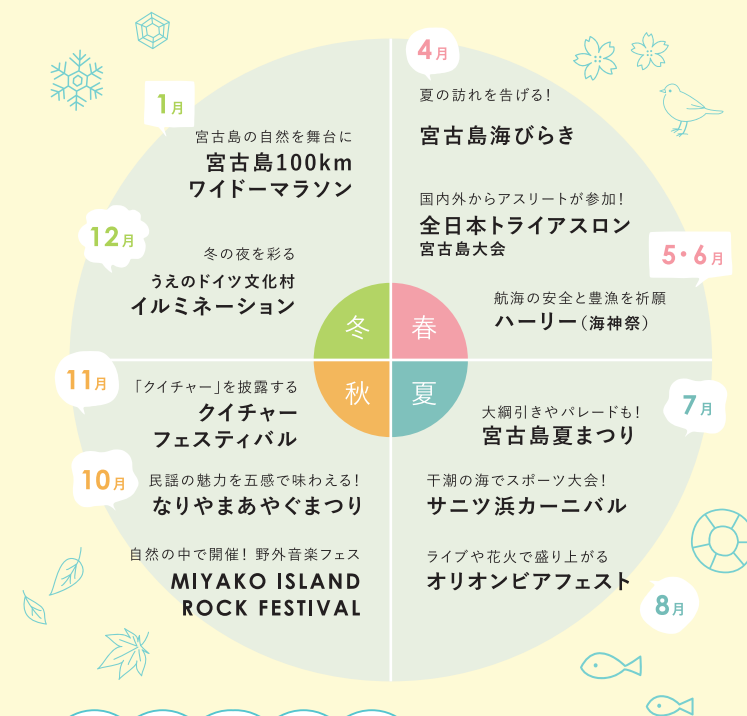 4月
夏の訪れを告げる!
宮古島海びらき
国内外からアスリートが参加!
全日本トライアスロン
宮古島大会
5・6月
航海の安全と豊漁を祈願
ハーリー(海神祭)
春
夏
7月
大綱引きやパレードも!
宮古島夏まつり
干潮の海でスポーツ大会!
サニツ浜カーニバル
ライブや花火で盛り上がる
オリオンビアフェスト
8月
秋
11月
「クイチャー」を披露する
クイチャー
フェスティバル
10月
民謡の魅力を五感で味わえる!
なりやまあやぐまつり
自然の中で開催! 野外音楽フェス
MIYAKO ISLAND
ROCK FESTIVAL
冬
1月
宮古島の自然を舞台に
宮古島100km
ワイドーマラソン
12月
冬の夜を彩る
うえのドイツ文化村
イルミネーション